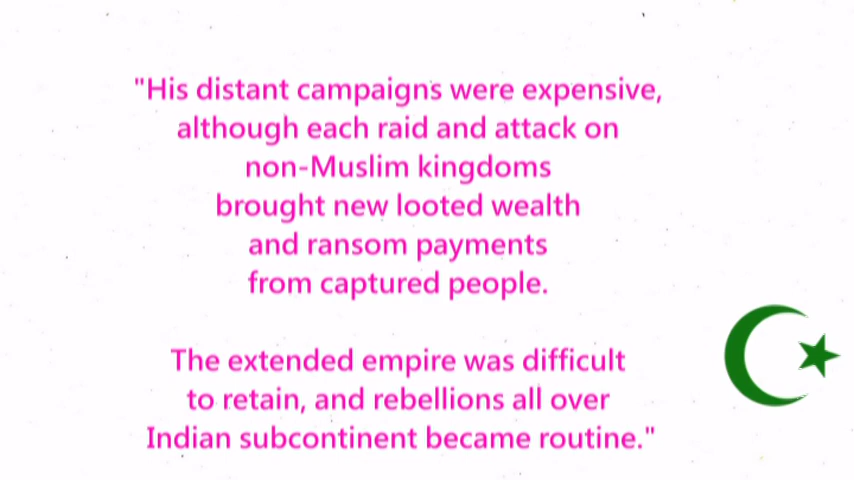 "His distant campaigns were expensive,
although each raid and attack on
non-Muslim kingdoms
brought new looted wealth
and ransom payments
from captured people.
The extended empire was difficult
to retain, and rebellions all over
Indian subcontinent became routine."